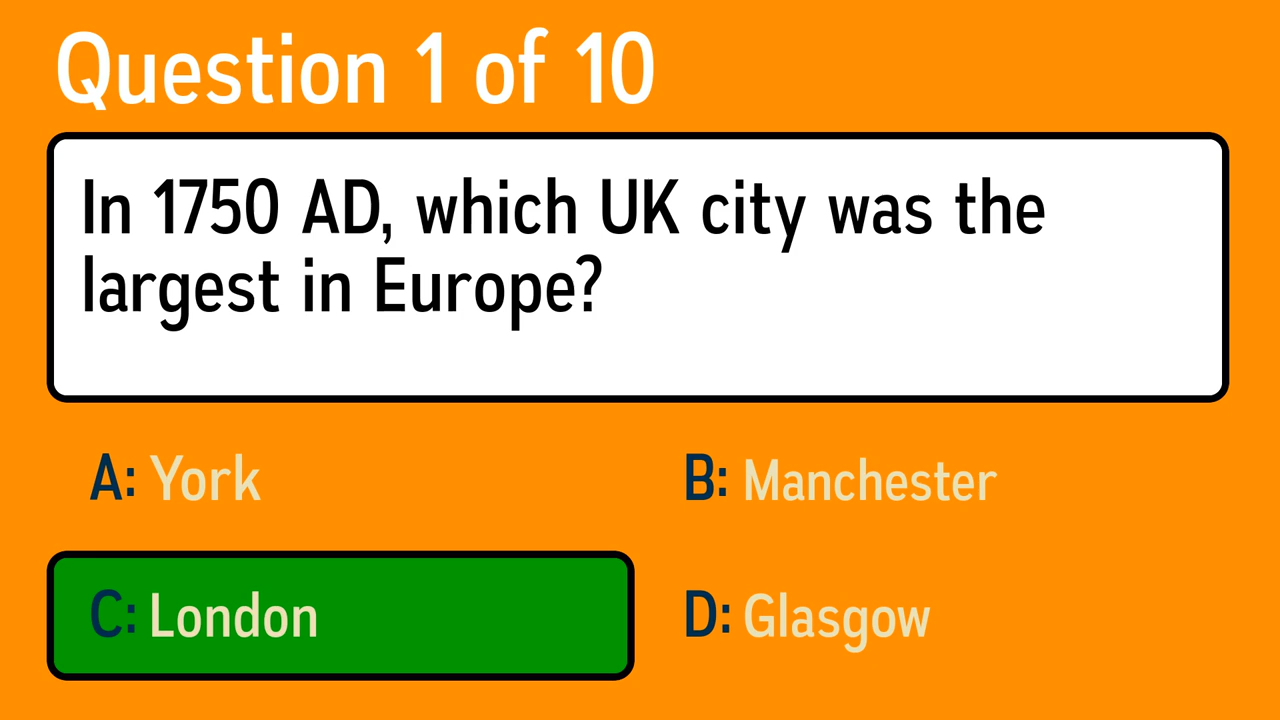 Question 1 of 10
In 1750 AD, which UK city was the
largest in Europe?
A: York
B: Manchester
C: London
D: Glasgow